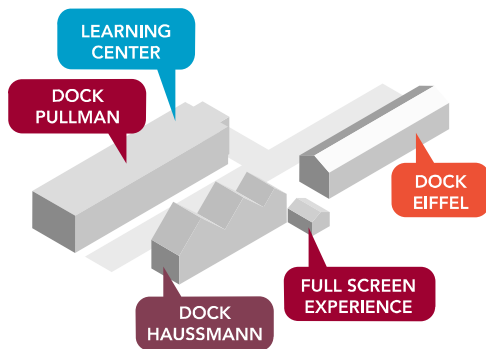 LEARNING
CENTER
DOCK
PULLMAN
DOCK
EIFFEL
FULL SCREEN
EXPERIENCE
DOCK
HAUSSMANN